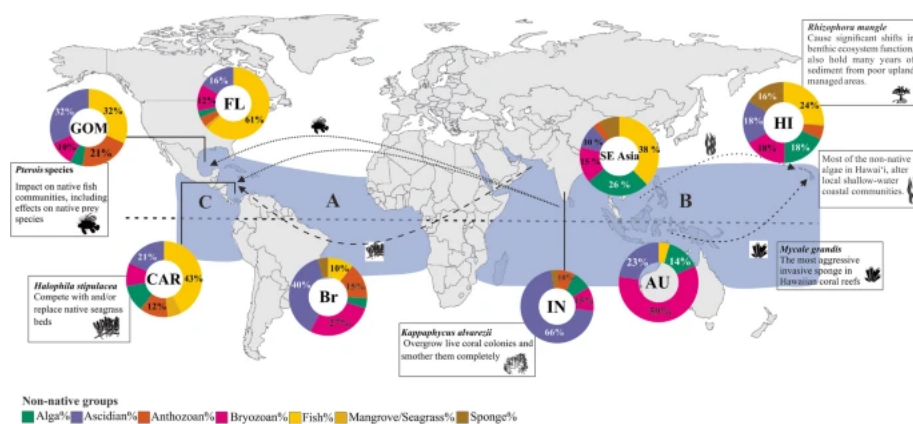 Rhizophora mangle
Cause significant shifts in
benthic ecosystem function,
also hold many years of
sediment from poor upland
managed areas.
16%
FL
12%
61%
32%
32%
GOM
19%
21%
Pterois species
Impact on native fish
communities, including
effects on native prey
species
16%
24%
HI
18%
18%
18%
10 %
38 %
SE Asia
26 %
Most of the non-native
algae in Hawai‘i, alter
local shallow-water
coastal communities.
C
A
B
Mycale grandis
The most aggressive
invasive sponge in
Hawaiian coral reefs
21%
CAR
43%
12%
Halophila stipulacea
Compete with and/or
replace native seagrass
beds
10%
40%
Br
15%
27%
IN
66%
23%
14%
AU
Kappaphycus alvarezii
Overgrow live coral colonies and
smother them completely
Non-native groups
Alga% Ascidian% Anthozoan% Bryozoan% Fish% Mangrove/Seagrass% Sponge%